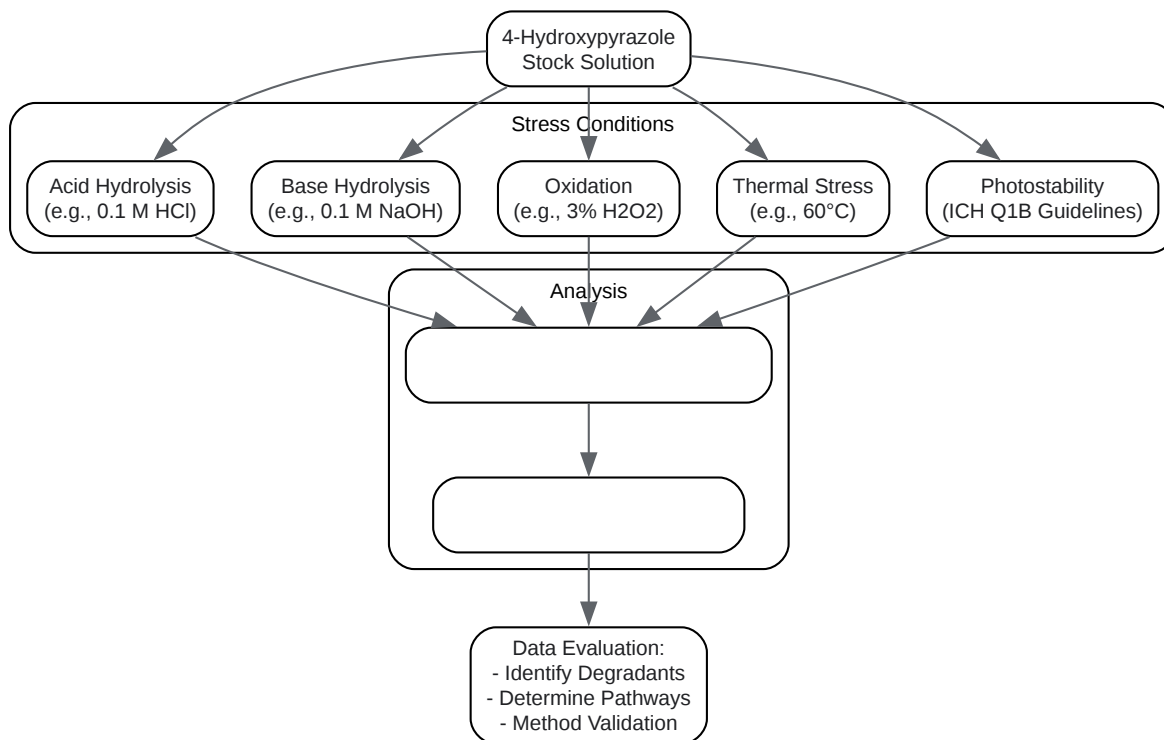 4-Hydroxypyrazole
Stock Solution
Stress Conditions
Acid Hydrolysis
(e.g., 0.1 M HCl)
Base Hydrolysis
(e.g., 0.1 M NaOH)
Oxidation
(e.g., 3% H2O2)
Thermal Stress
(e.g., 60°C)
Photostability
(ICH Q1B Guidelines)
Analysis
Data Evaluation:
- Identify Degradants
- Determine Pathways
- Method Validation